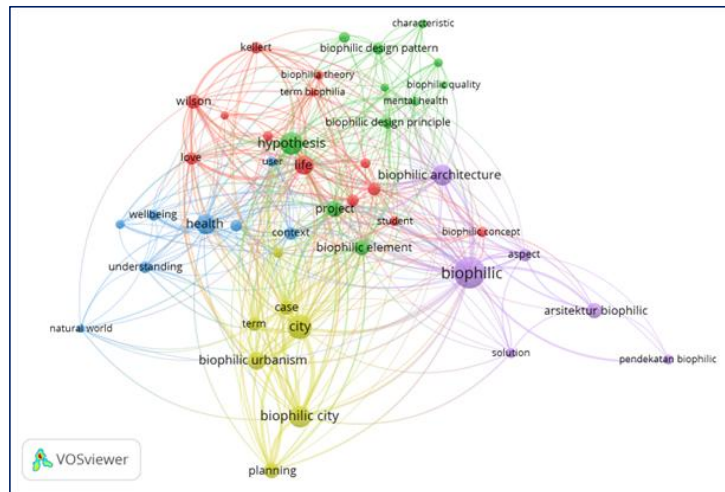 characteristic
kellert
biophilic design pattern
biophilia theory
biophilic quality
term biophilia
mental health
wilson
biophilic design principle
hypothesis
love
user
life
biophilic architecture
wellbeing
project
health
student
context
biophilic concept
biophilic element
aspect
understanding
biophilic
case
arsitektur biophilic
natural world
term
city
solution
biophilic urbanism
pendekatan biophilic
biophilic city
VOSviewer
planning